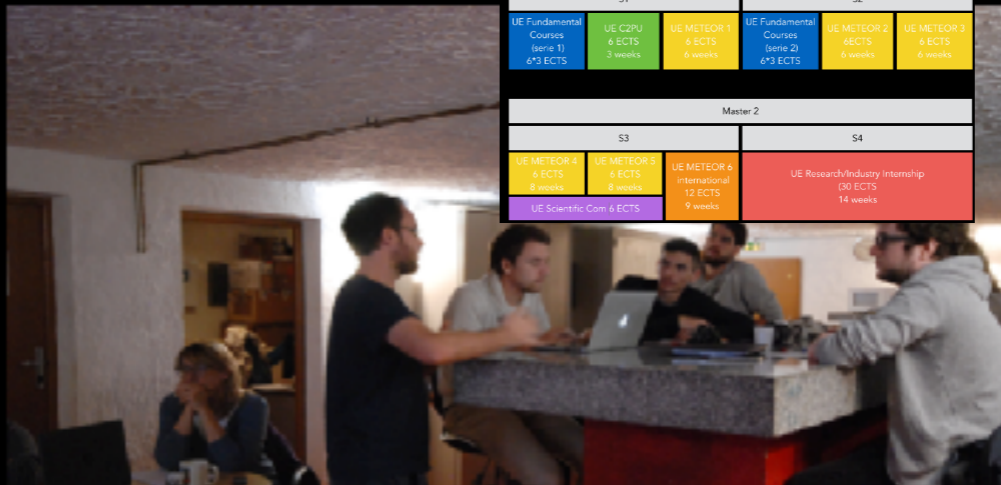 S1
S2
UE Fundamental
Courses
(serie 1)
6*3 ECTS
UE C2PU
6 ECTS
3 weeks
UE METEOR 1
6 ECTS
6 weeks
UE Fundamental
Courses
(serie 2)
6*3 ECTS
UE METEOR 2
6ECTS
6 weeks
UE METEOR 3
6 ECTS
6 weeks
Master 2
S3
S4
UE METEOR 4
6 ECTS
8 weeks
UE METEOR 5
6 ECTS
8 weeks
UE METEOR 6
international
12 ECTS
9 weeks
UE Research/Industry Internship
(30 ECTS
14 weeks
UE Scientific Com 6 ECTS